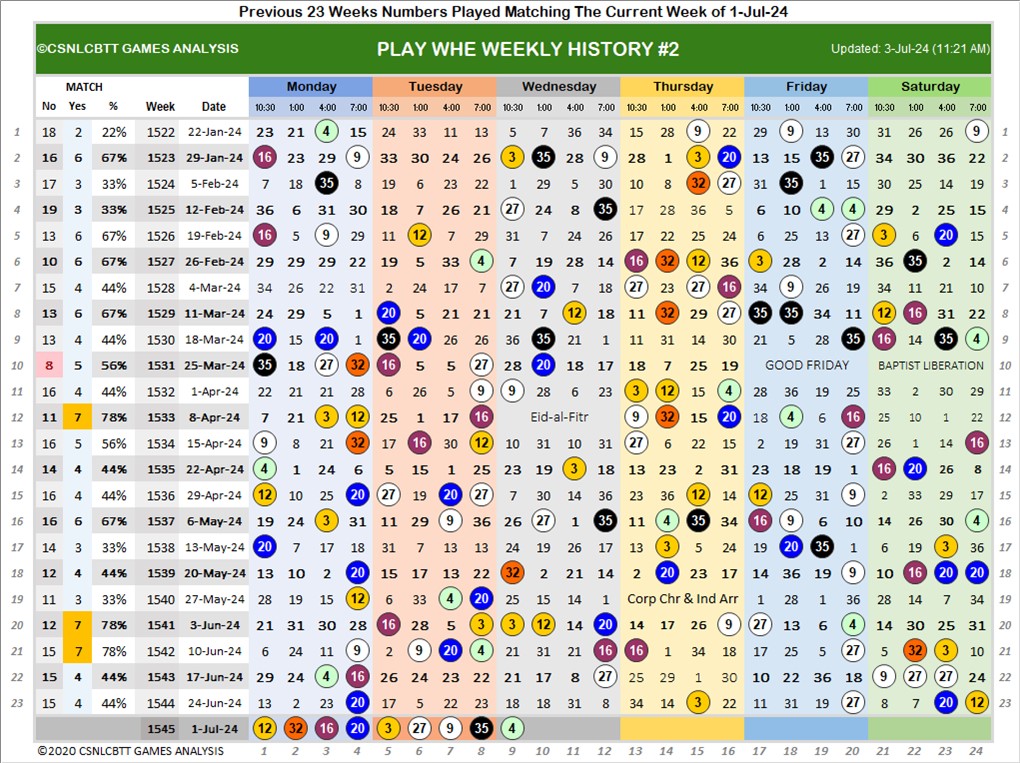 Previous 23 Weeks Numbers Played Matching The Current Week of 1-Jul-24
©CSNLCBTT GAMES ANALYSIS PLAY WHE WEEKLY HISTORY #2 Updated: 3-Jul-24 (11:21 AM)
MATCH Monday Tuesday Wednesday Thursday Friday Saturday
No Yes % Week Date 10:30 1:00 4:00 7:00 10:30 1:00 4:00 7:00 10:30 1:00 4:00 7:00 10:30 1:00 4:00 7:00 10:30 1:00 4:00 7:00 10:30 1:00 4:00 7:00
1 18 2 22% 1522 22-Jan-24 23 21 4 15 24 33 11 13 5 7 36 34 15 28 9 22 29 9 13 30 31 26 26 9 1
2 16 6 67% 1523 29-Jan-24 16 23 29 9 33 30 24 26 3 35 28 9 28 1 3 20 13 15 35 27 34 30 36 22 2
3 17 3 33% 1524 5-Feb-24 7 18 35 8 19 6 23 22 1 29 5 30 10 8 32 27 31 35 1 15 30 25 14 19 3
4 19 3 33% 1525 12-Feb-24 36 6 31 30 18 7 26 21 27 24 8 35 17 28 36 5 6 10 4 4 29 2 25 15 4
5 13 6 67% 1526 19-Feb-24 16 5 9 29 11 12 7 29 31 7 24 26 17 22 25 24 6 25 13 27 3 6 20 15 5
6 10 6 67% 1527 26-Feb-24 29 29 29 22 19 5 33 4 7 19 28 14 16 32 12 36 3 28 2 14 36 35 2 14 6
7 15 4 44% 1528 4-Mar-24 34 26 22 31 2 24 17 7 27 20 7 18 27 23 27 16 34 9 26 19 34 11 21 10 7
8 13 6 67% 1529 11-Mar-24 24 29 5 1 20 5 21 21 21 7 12 18 11 32 29 27 35 35 34 11 12 16 31 22 8
9 13 4 44% 1530 18-Mar-24 20 15 20 1 35 20 26 26 36 35 21 1 11 31 14 30 21 5 28 35 16 14 35 4 9
10 8 5 56% 1531 25-Mar-24 35 18 27 32 16 5 5 27 28 20 18 17 18 7 25 19 GOOD FRIDAY BAPTIST LIBERATION 10
11 16 4 44% 1532 1-Apr-24 22 21 21 28 6 26 5 9 9 28 6 23 3 12 15 4 28 36 19 25 33 2 30 29 11
12 11 7 78% 1533 8-Apr-24 7 21 3 12 25 1 17 16 Eid-al-Fitr 9 32 15 20 18 4 6 16 25 25 1 22 12
13 16 5 56% 1534 15-Apr-24 9 8 24 32 17 16 30 12 10 31 10 31 27 6 22 15 2 19 31 27 26 1 14 16 13
14 14 4 44% 1535 22-Apr-24 4 1 24 6 5 15 1 25 23 19 3 18 13 23 2 31 23 18 19 1 16 20 26 8 14
15 16 4 44% 1536 29-Apr-24 12 10 25 20 27 19 20 27 7 30 14 36 23 36 12 15 12 25 31 9 2 33 29 17 15
16 16 6 67% 1537 6-May-24 19 24 3 31 11 29 9 36 26 27 1 35 11 4 35 34 16 9 6 10 14 26 30 4 16
17 14 3 33% 1538 13-May-24 20 7 17 18 31 7 13 13 24 19 26 17 13 3 5 24 19 20 35 1 6 19 3 36 17
18 12 4 44% 1539 20-May-24 13 10 2 20 15 17 13 22 32 2 21 14 2 20 23 17 14 36 19 9 10 16 20 20 18
19 11 3 33% 1540 27-May-24 28 19 15 12 6 33 4 20 25 15 14 1 Corp Chr & Ind Arr 1 28 1 36 28 14 7 34 19
20 12 7 78% 1541 3-Jun-24 21 31 30 28 16 28 5 3 3 12 14 20 14 17 26 9 27 13 6 4 14 30 25 31 20
21 15 7 78% 1542 10-Jun-24 6 24 11 9 2 9 20 4 21 31 21 16 16 1 34 18 17 25 5 27 5 32 3 10 21
22 15 4 44% 1543 17-Jun-24 29 24 4 16 26 24 23 22 21 17 8 27 25 29 1 30 10 22 36 18 9 27 27 24 22
23 15 4 44% 1544 24-Jun-24 13 2 23 20 17 5 22 23 18 18 31 8 34 14 3 22 11 31 19 27 8 7 20 12 23
1545 1-Jul-24 12 32 16 20 3 27 9 35 4
©2020 CSNLCBTT GAMES ANALYSIS 1 2 3 4 5 6 7 8 9 10 11 12 13 14 15 16 17 18 19 20 21 22 23 24